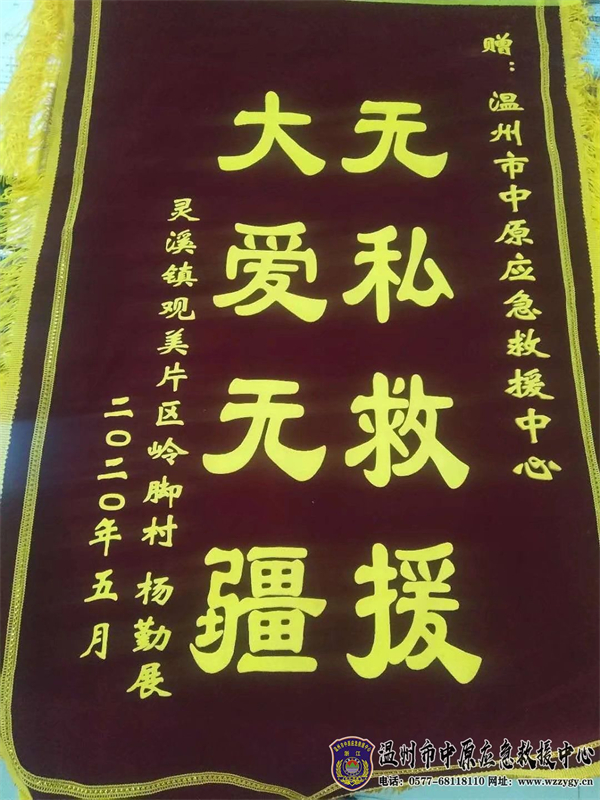 赠：温州市中原应急救援中心
无私救援
大爱无疆
灵溪镇观美片区岭脚村 杨勤展
二〇二〇年五月
温州市中原应急救援中心
电话：0577-68118110 网址：www.wzzygy.cn